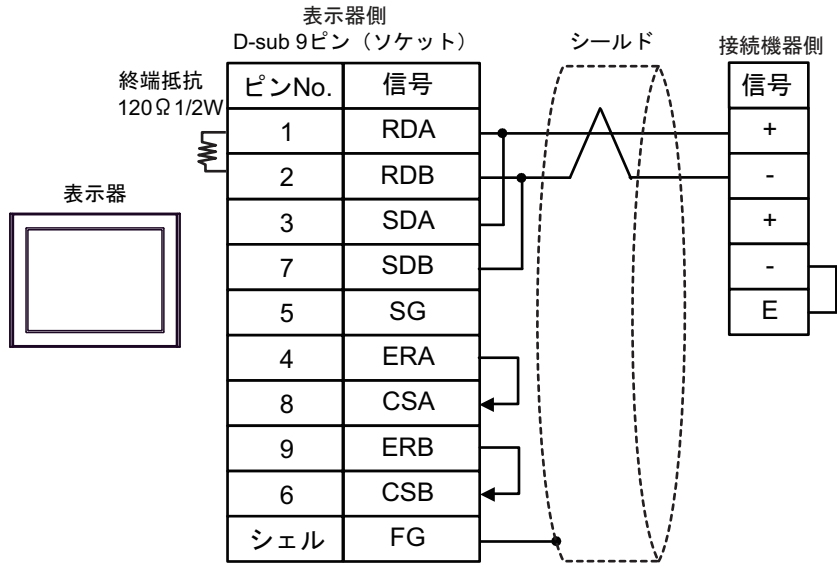 表示器側
D-sub 9ピン（ソケット）
シールド
接続機器側
終端抵抗
120Ω 1/2W
表示器
ピンNo. 信号
1 RDA
2 RDB
3 SDA
7 SDB
5 SG
4 ERA
8 CSA
9 ERB
6 CSB
シェル FG
信号
+
-
+
-
E